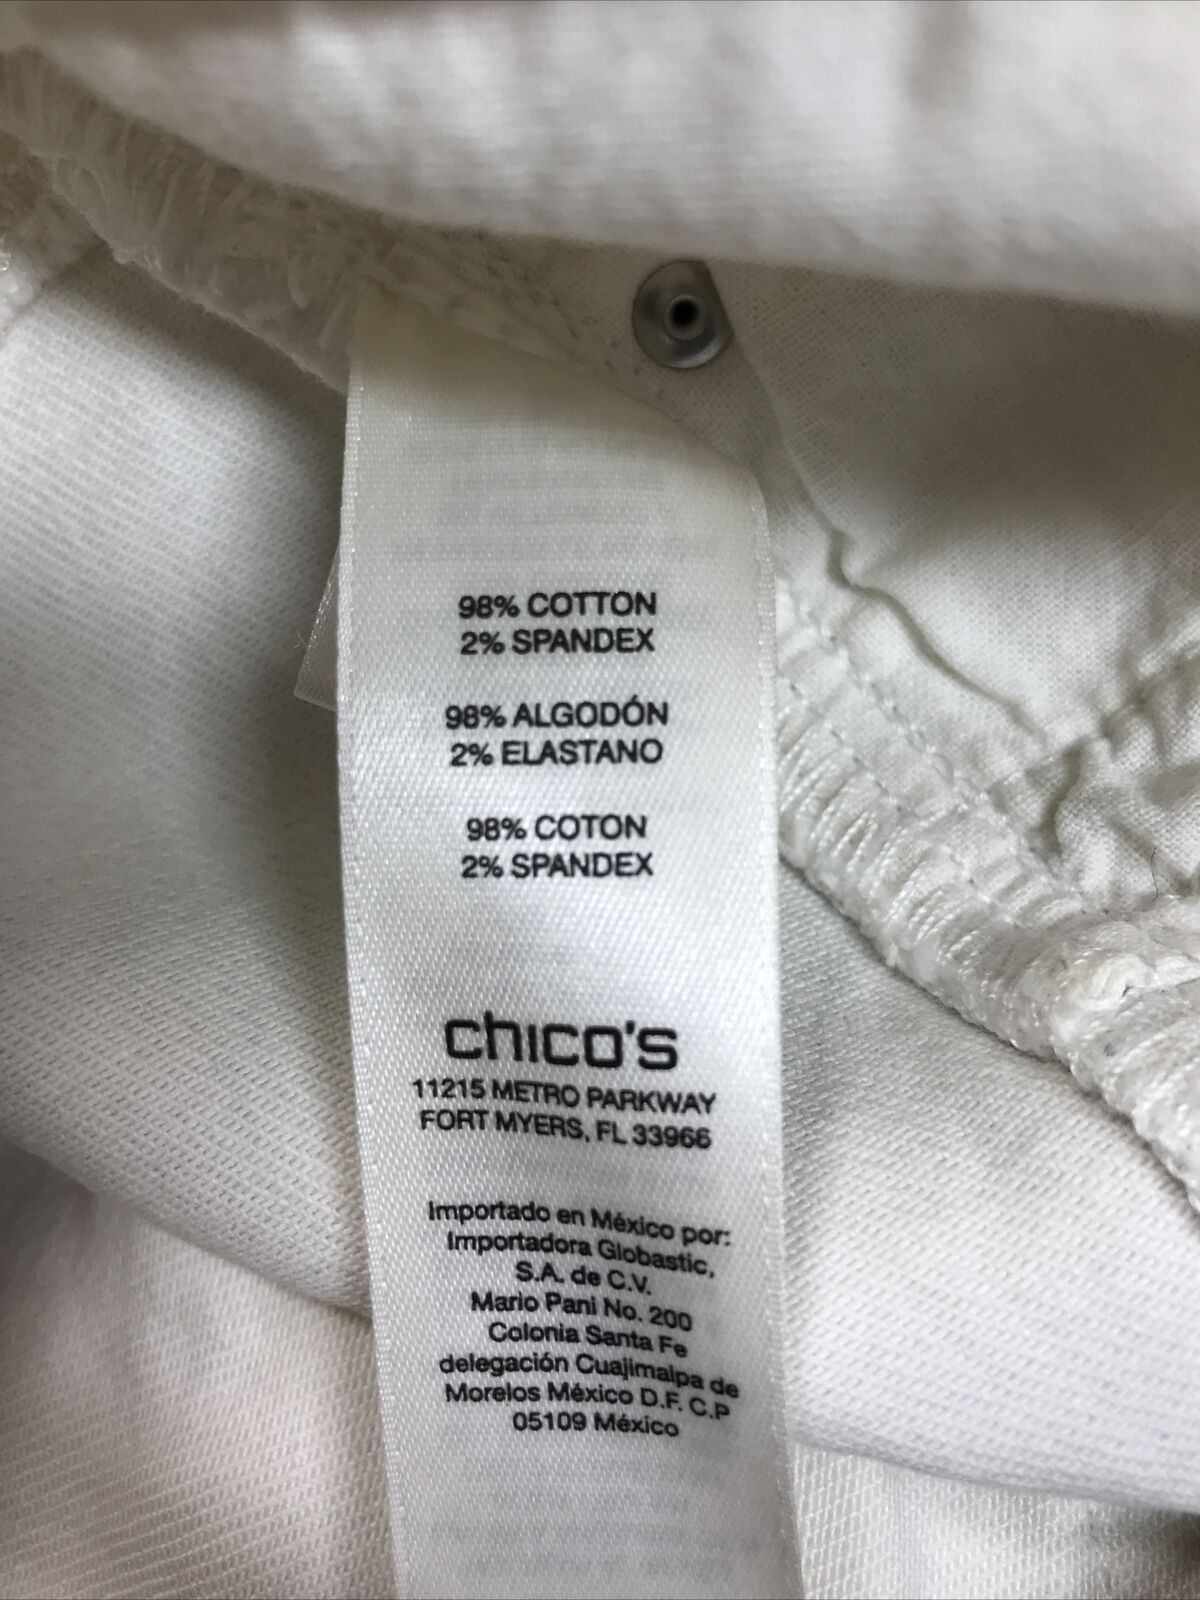 98% COTTON
2% SPANDEX
98% ALGODÓN
2% ELASTANO
98% COTON
2% SPANDEX
chico's
11215 METRO PARKWAY
FORT MYERS, FL 33966
Importado en México por:
Importadora Globastic,
S.A. de C.V.
Mario Pani No. 200
Colonia Santa Fe
delegación Cuajimalpa de
Morelos México D.F. C.P
05109 México